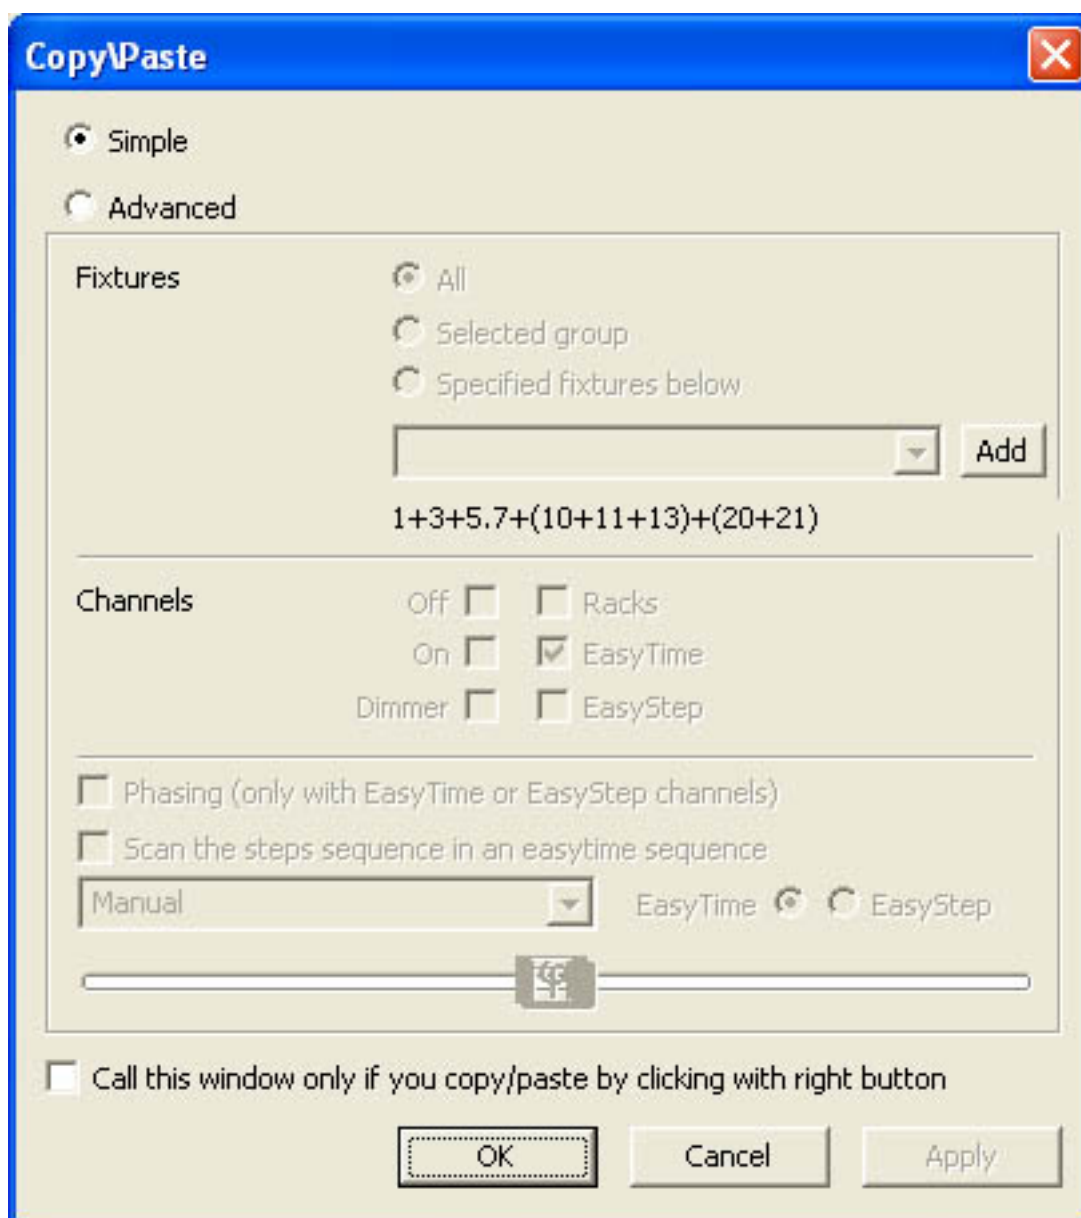 Copy\Paste
Simple
Advanced
Fixtures
All
Selected group
Specified fixtures below
Add
1+3+5.7+(10+11+13)+(20+21)
Channels
Off Racks
On EasyTime
Dimmer EasyStep
Phasing (only with EasyTime or EasyStep channels)
Scan the steps sequence in an easytime sequence
Manual EasyTime EasyStep
Call this window only if you copy/paste by clicking with right button
OK Cancel Apply